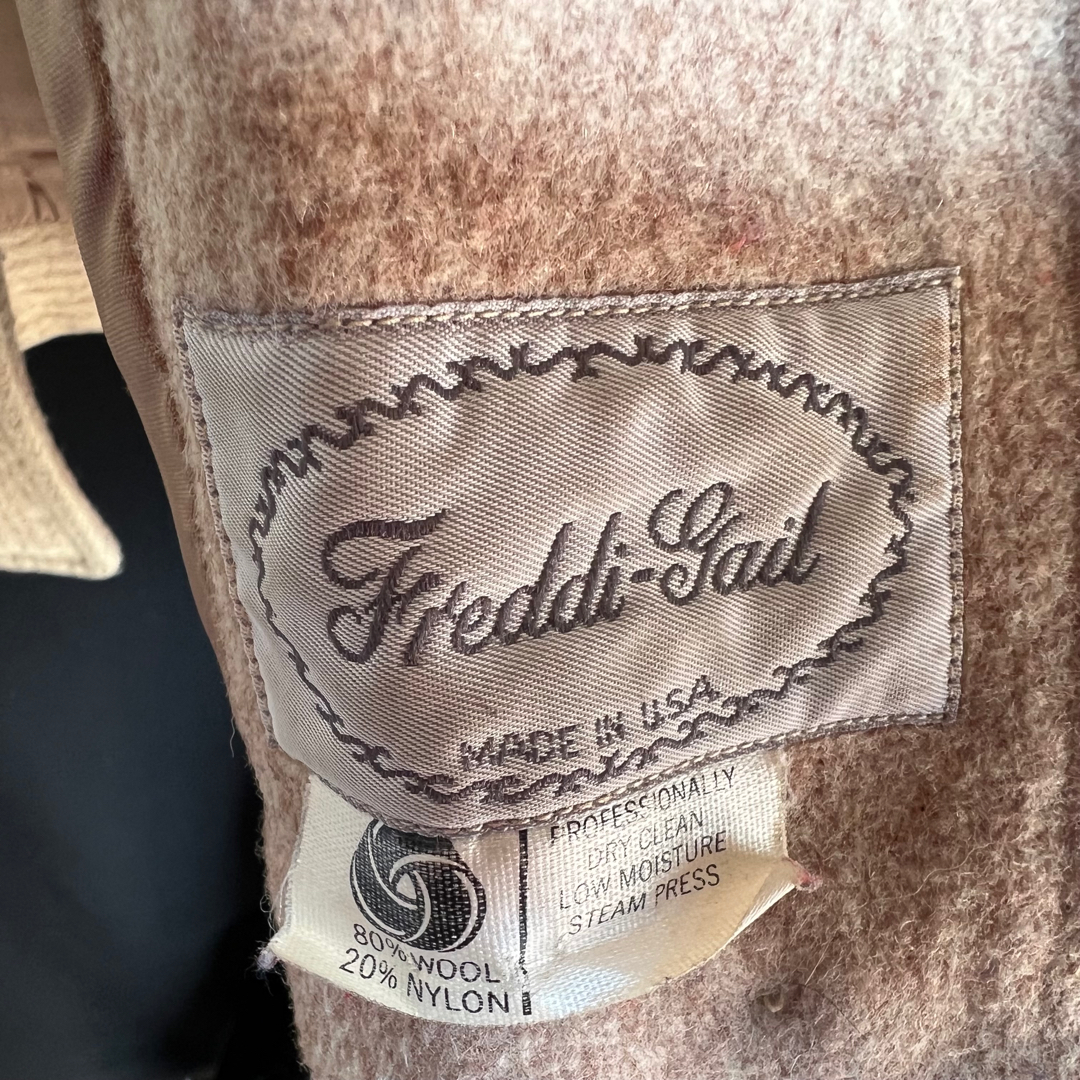 Freddi-Gail
MADE IN U.S.A.
80% WOOL
20% NYLON
PROFESSIONALLY
DRY CLEAN
LOW MOISTURE
STEAM PRESS